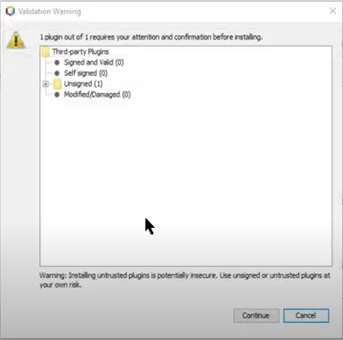 Validation Warning
1 plugin out of 1 requires your attention and confirmation before installing.
Third-party Plugins
Signed and Valid (0)
Self signed (0)
Unsigned (1)
Modified/Damaged (0)
Warning: Installing untrusted plugins is potentially insecure. Use unsigned or untrusted plugins at
your own risk.
Continue
Cancel